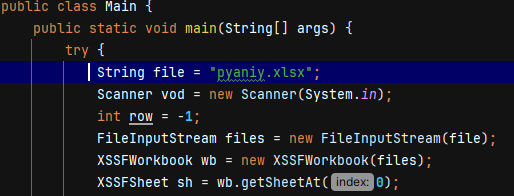 public class Main {
public static void main(String[] args) {
try {
String file = "pyaniy.xlsx";
Scanner vod = new Scanner(System.in);
int row = -1;
FileInputStream files = new FileInputStream(file);
XSSFWorkbook wb = new XSSFWorkbook(files);
XSSFSheet sh = wb.getSheetAt( index: 0);